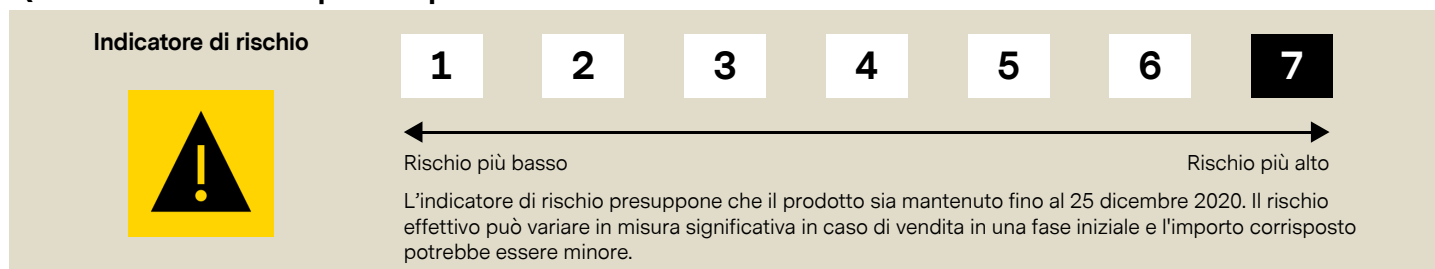 Indicatore di rischio
1 2 3 4 5 6 7
Rischio più basso Rischio più alto
L'indicatore di rischio presuppone che il prodotto sia mantenuto fino al 25 dicembre 2020. Il rischio
effettivo può variare in misura significativa in caso di vendita in una fase iniziale e l'importo corrisposto
potrebbe essere minore.